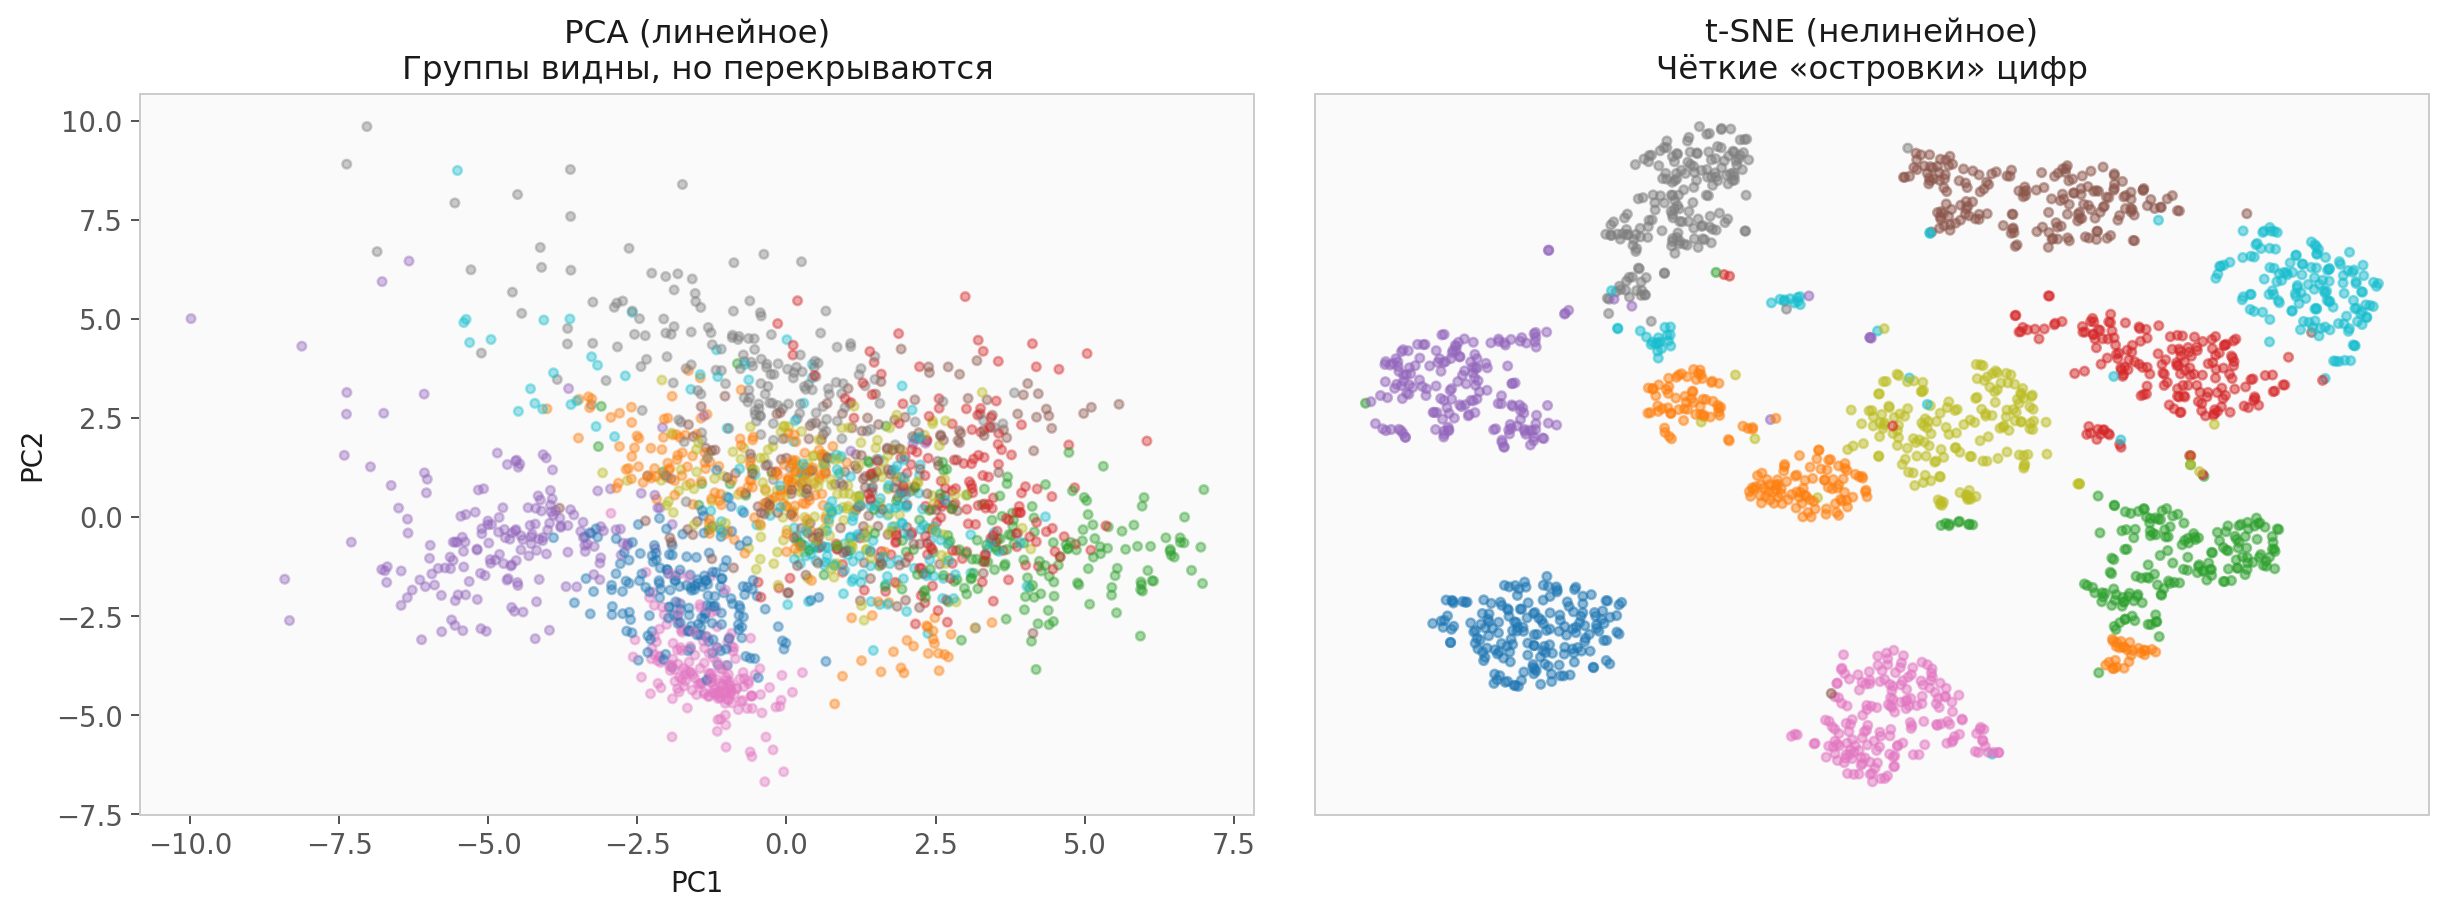 PCA (линейное)
Группы видны, но перекрываются
t-SNE (нелинейное)
Чёткие «островки» цифр
10.0
7.5
5.0
2.5
0.0
−2.5
−5.0
−7.5
PC2
−10.0
−7.5
−5.0
−2.5
0.0
2.5
5.0
7.5
PC1